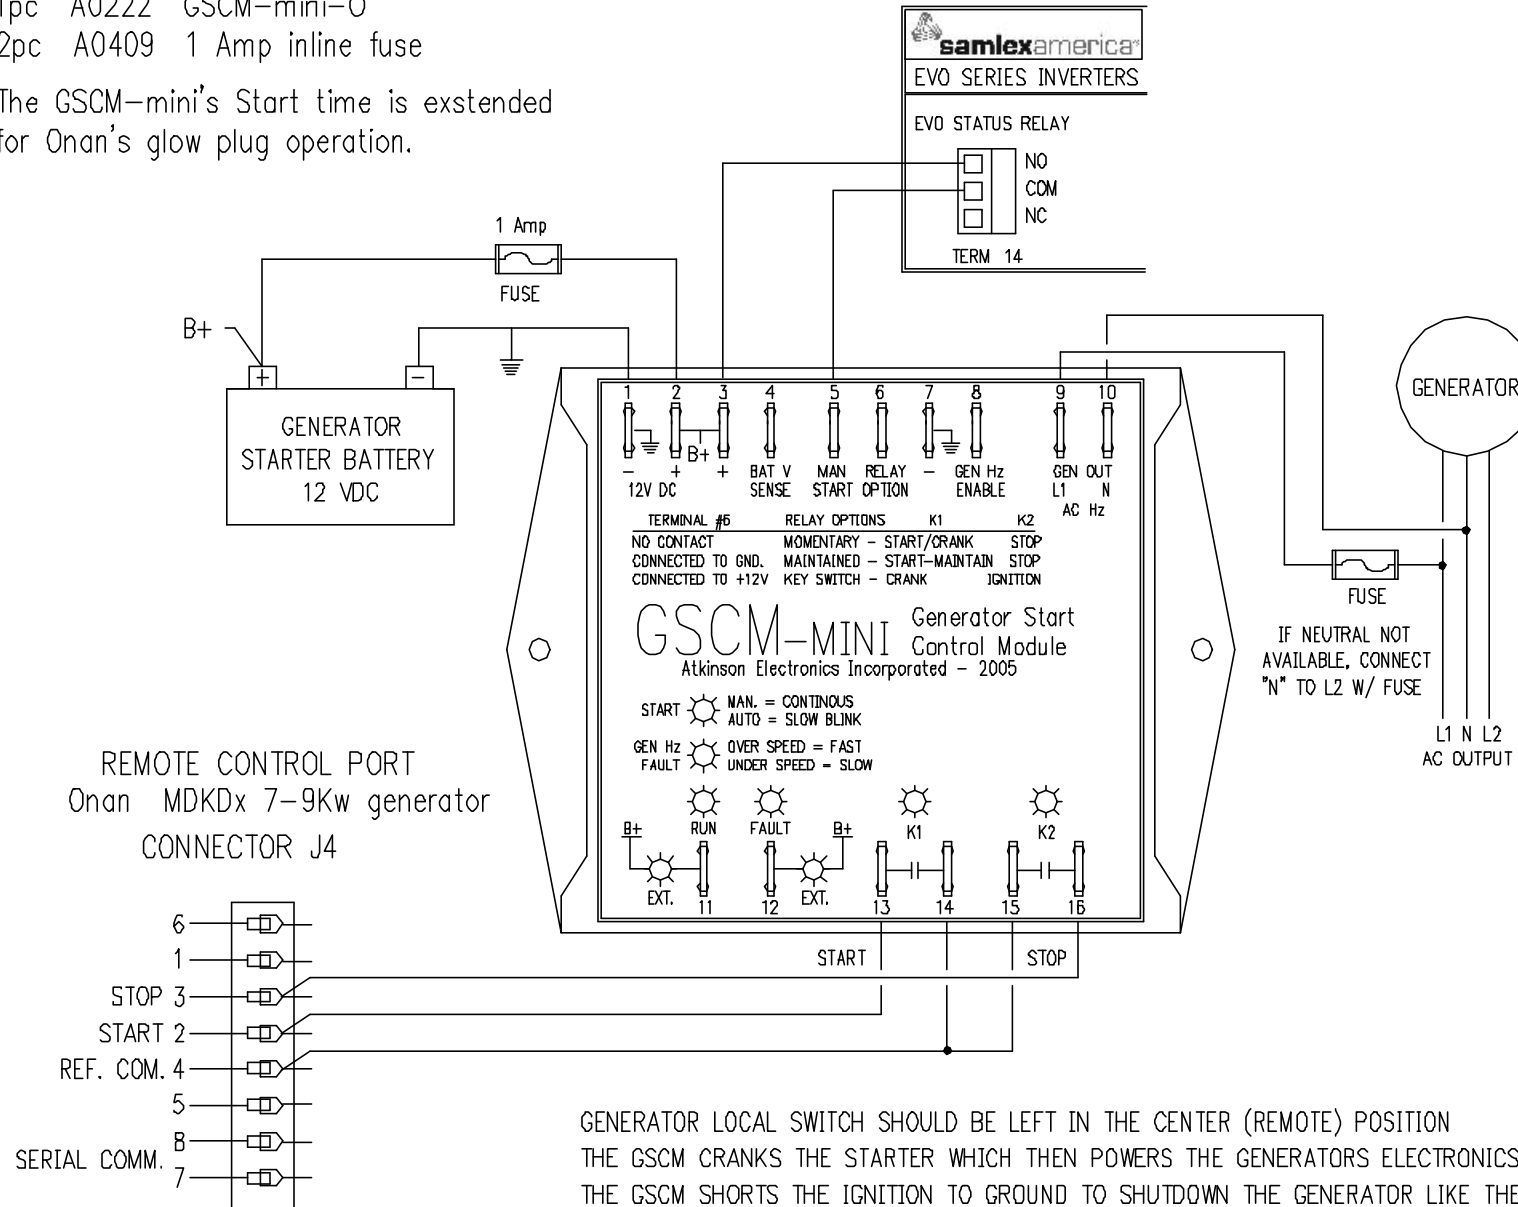 1pc A0222 GSCM-mini-O
2pc A0409 1 Amp inline fuse
The GSCM-mini's Start time is exstended
for Onan's glow plug operation.
samlexamerica®
EVO SERIES INVERTERS
EVO STATUS RELAY
NO
COM
NC
TERM 14
1 Amp
FUSE
B+
+ -
GENERATOR
STARTER BATTERY
12 VDC
GENERATOR
1 2 3 4 5 6 7 8 9 10
B+
- + + BAT V MAN RELAY - GEN Hz GEN OUT
12V DC SENSE START OPTION ENABLE L1 N
AC Hz
TERMINAL #6 RELAY OPTIONS K1 K2
NO CONTACT MOMENTARY - START/CRANK STOP
CONNECTED TO GND. MAINTAINED - START-MAINTAIN STOP
CONNECTED TO +12V KEY SWITCH - CRANK IGNITION
GSCM-MINI
Generator Start
Control Module
Atkinson Electronics Incorporated - 2005
START
MAN. = CONTINOUS
AUTO = SLOW BLINK
GEN Hz
FAULT
OVER SPEED = FAST
UNDER SPEED = SLOW
RUN FAULT K1 K2
B+ B+
EXT. EXT.
11 12 13 14 15 16
START STOP
FUSE
IF NEUTRAL NOT
AVAILABLE, CONNECT
"N" TO L2 W/ FUSE
L1 N L2
AC OUTPUT
REMOTE CONTROL PORT
Onan MDKDx 7-9Kw generator
CONNECTOR J4
6
1
STOP 3
START 2
REF. COM. 4
5
8
SERIAL COMM.
7
GENERATOR LOCAL SWITCH SHOULD BE LEFT IN THE CENTER (REMOTE) POSITION
THE GSCM CRANKS THE STARTER WHICH THEN POWERS THE GENERATORS ELECTRONICS
THE GSCM SHORTS THE IGNITION TO GROUND TO SHUTDOWN THE GENERATOR LIKE THE